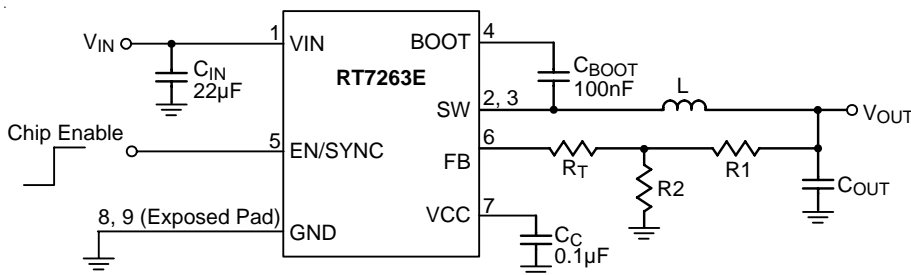 VIN
1
VIN
CIN
22µF
RT7263E
BOOT
4
CBOOT
100nF
SW
2, 3
L
VOUT
Chip Enable
5
EN/SYNC
FB
6
RT
R2
R1
COUT
8, 9 (Exposed Pad)
GND
VCC
7
CC
0.1µF